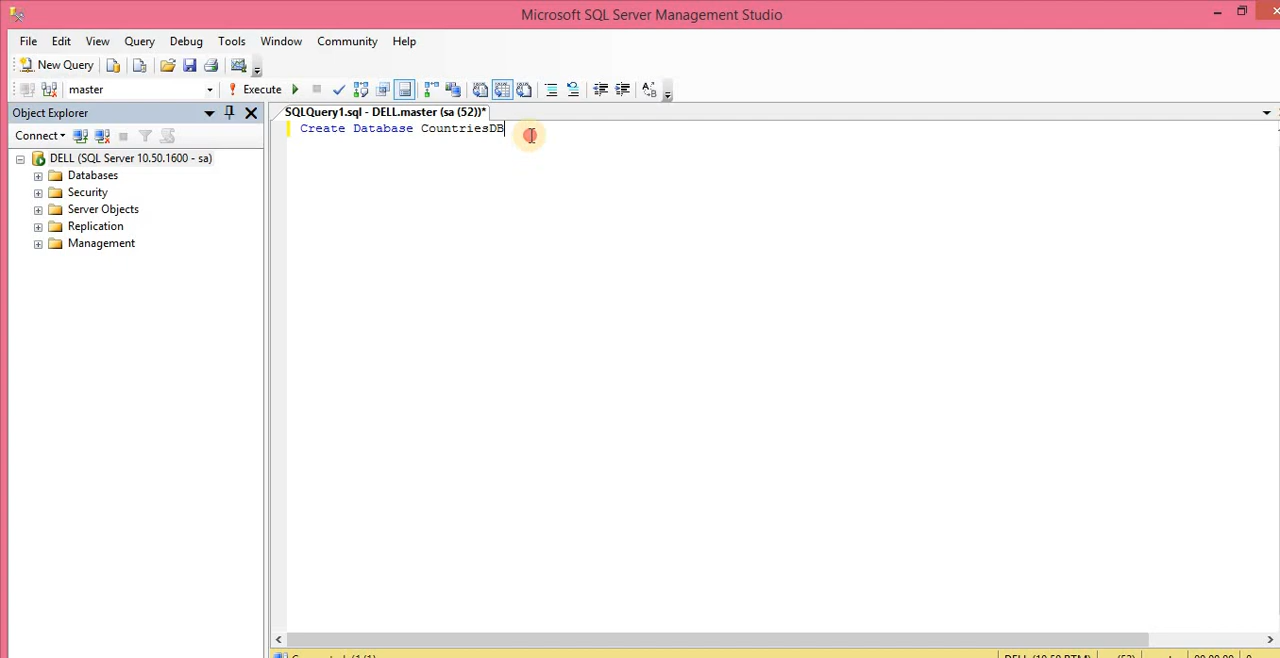 Microsoft SQL Server Management Studio
File Edit View Query Debug Tools Window Community Help
New Query
master Execute
Object Explorer
SQLQuery1.sql - DELL.master (sa (52))*
Connect
Create Database CountriesDB
DELL (SQL Server 10.50.1600 - sa)
Databases
Security
Server Objects
Replication
Management